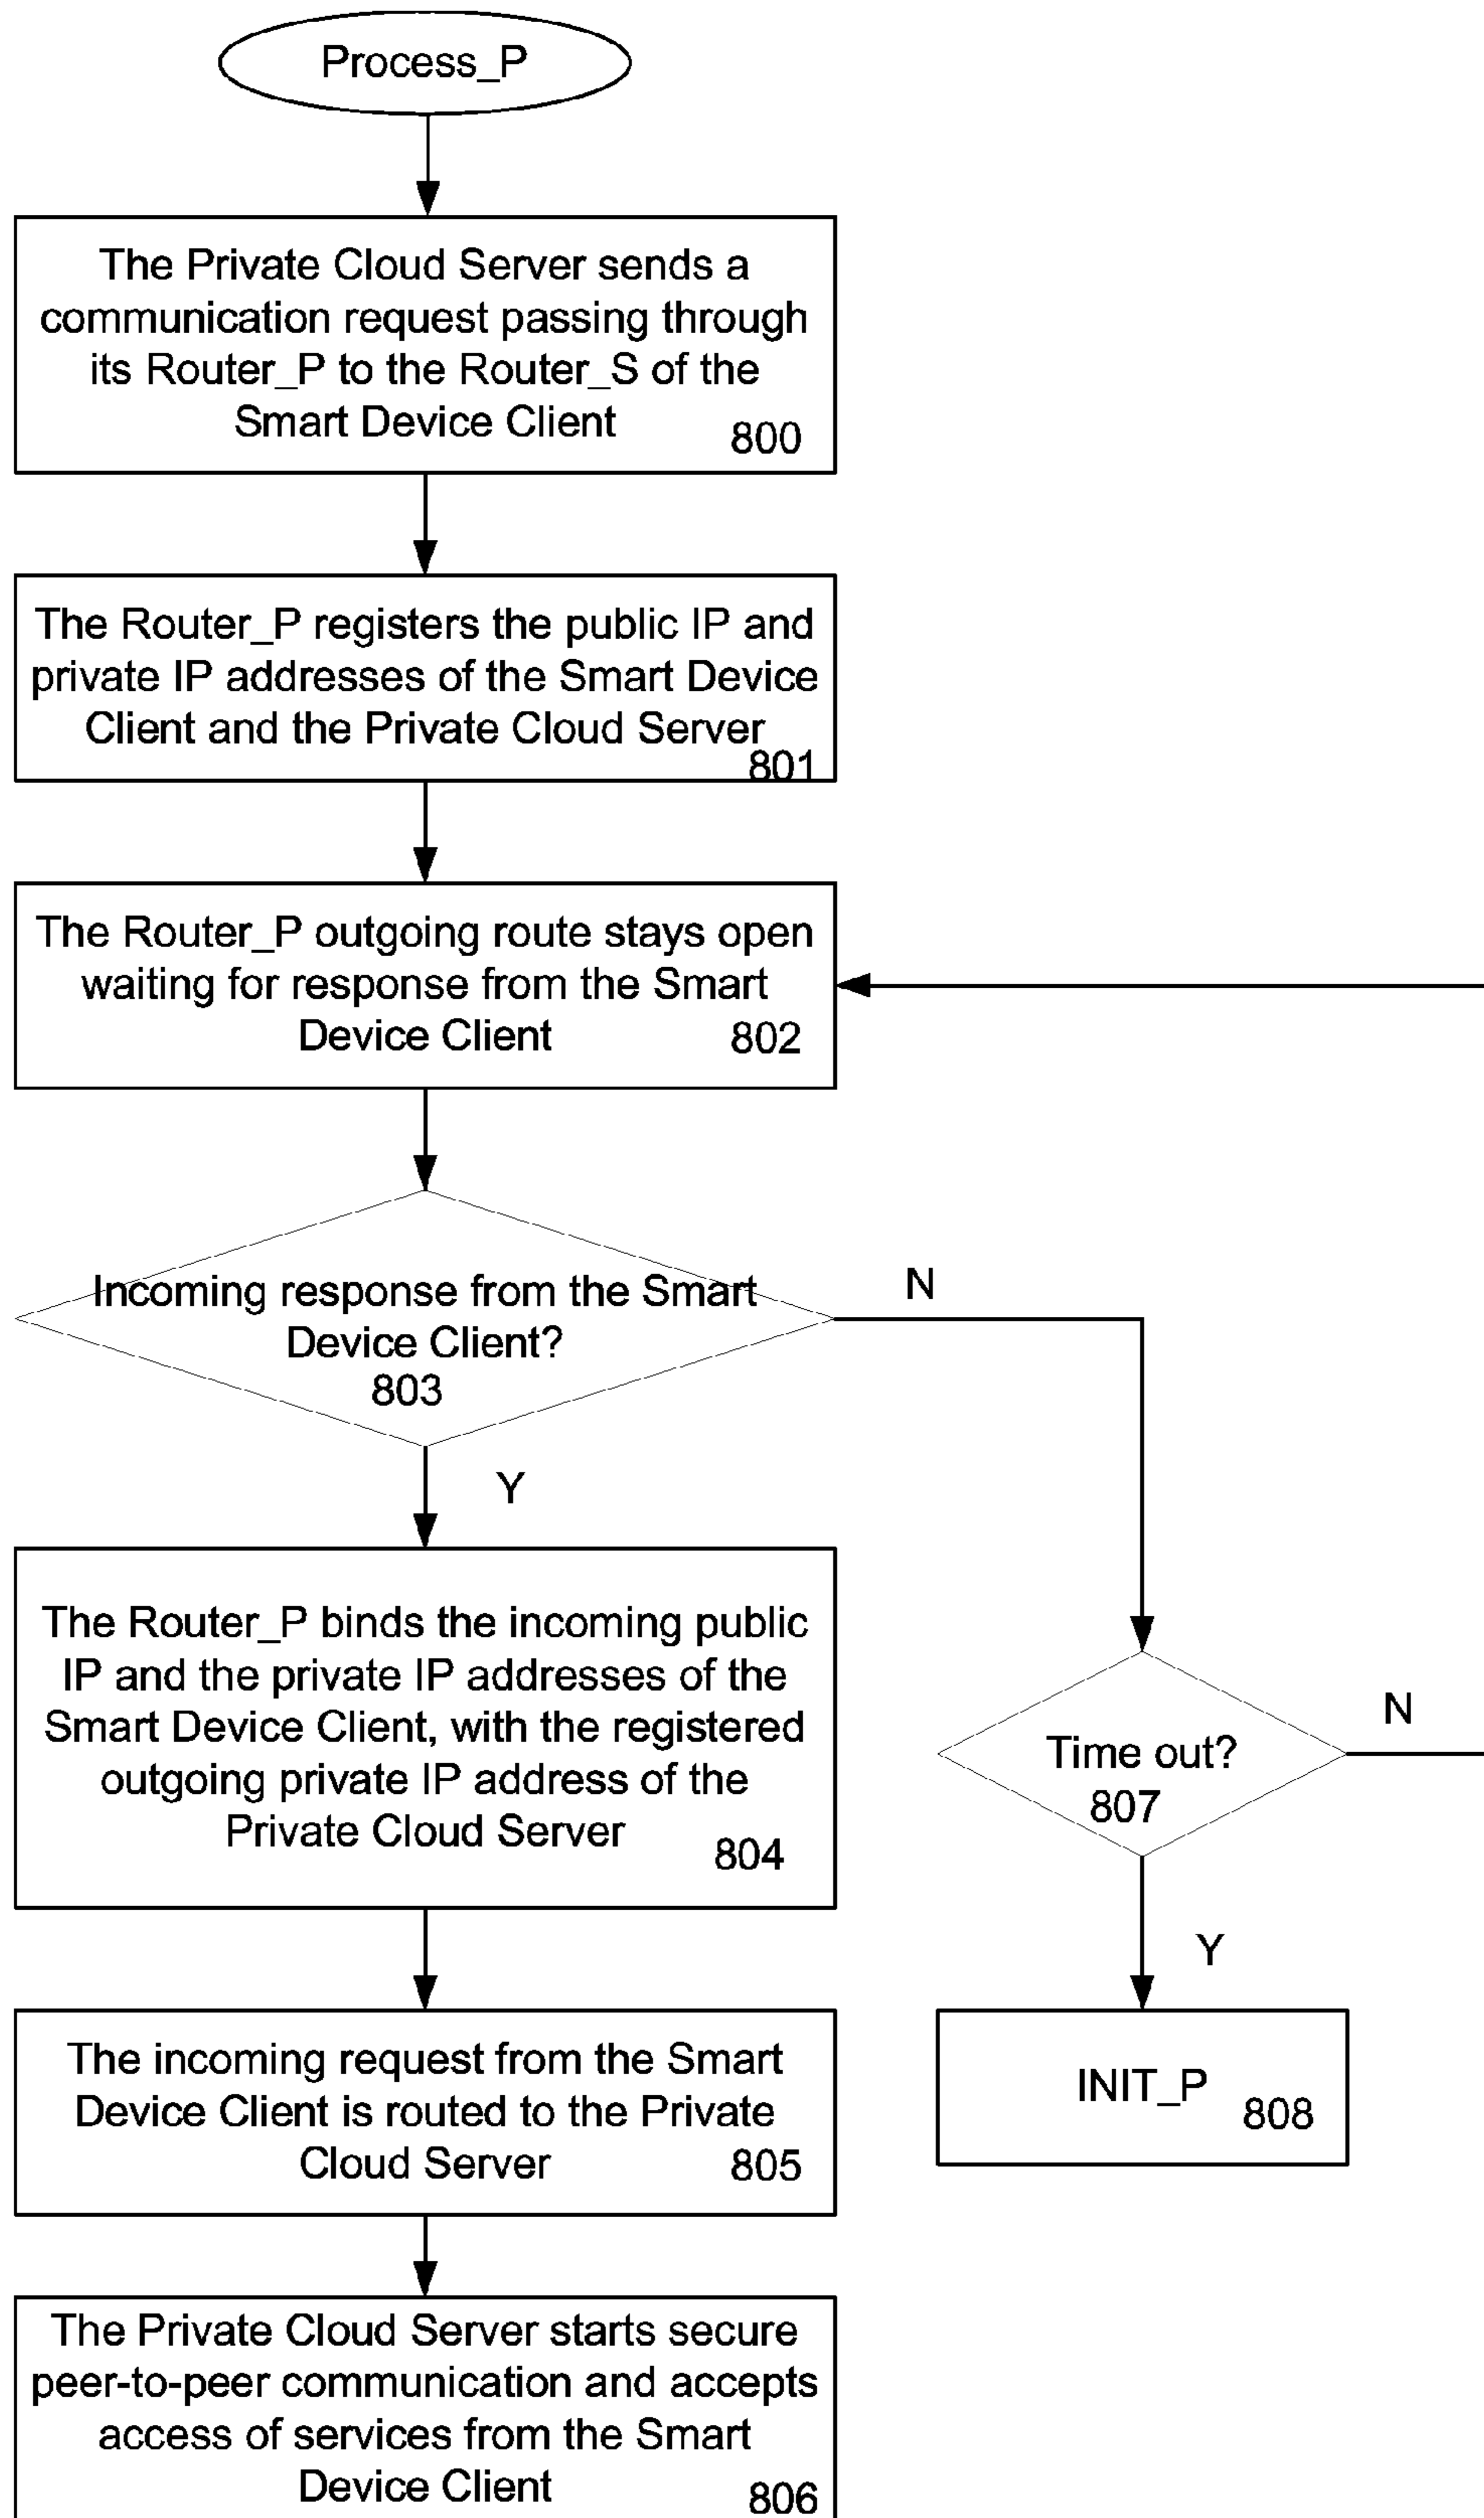 Process_P
The Private Cloud Server sends a
communication request passing through
its Router_P to the Router_S of the
Smart Device Client
800
The Router_P registers the public IP and
private IP addresses of the Smart Device
Client and the Private Cloud Server
801
The Router_P outgoing route stays open
waiting for response from the Smart
Device Client
802
Incoming response from the Smart
Device Client?
803
N
Y
The Router_P binds the incoming public
IP and the private IP addresses of the
Smart Device Client, with the registered
outgoing private IP address of the
Private Cloud Server
804
Time out?
807
N
Y
The incoming request from the Smart
Device Client is routed to the Private
Cloud Server
805
INIT_P
808
The Private Cloud Server starts secure
peer-to-peer communication and accepts
access of services from the Smart
Device Client
806